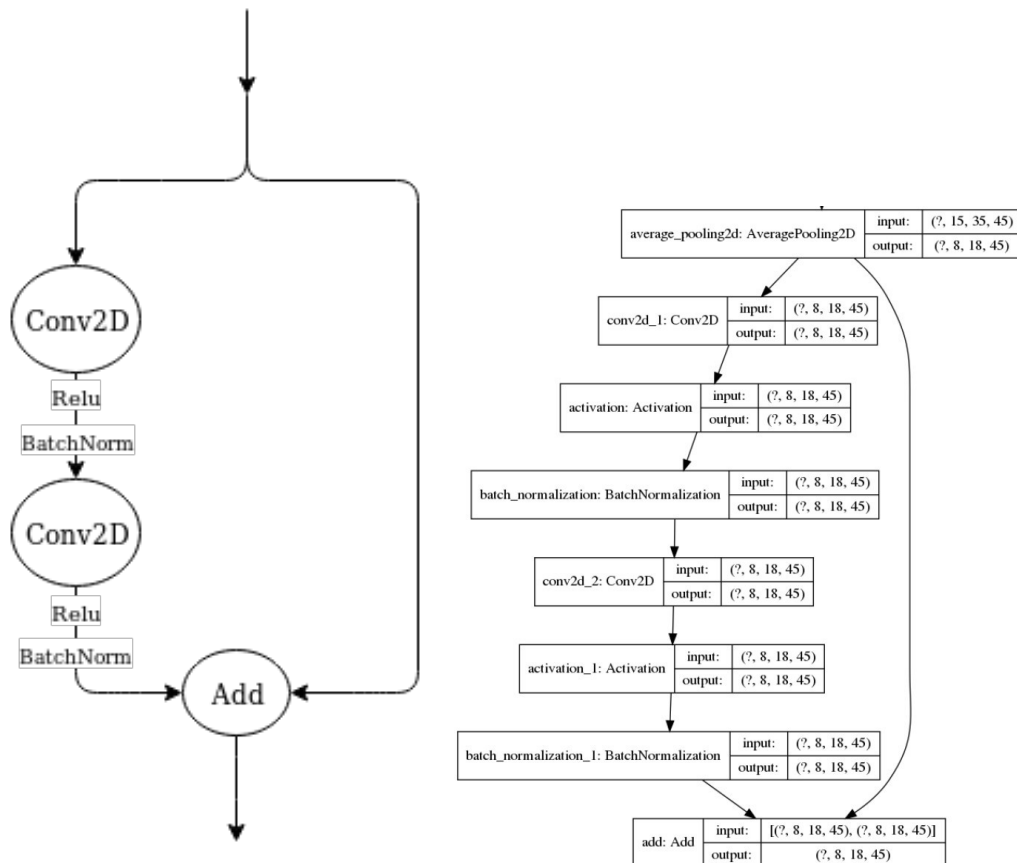 Conv2D
Relu
BatchNorm
Conv2D
Relu
BatchNorm
Add
average_pooling2d: AveragePooling2D
input: (?, 15, 35, 45)
output: (?, 8, 18, 45)
conv2d_1: Conv2D
input: (?, 8, 18, 45)
output: (?, 8, 18, 45)
activation: Activation
input: (?, 8, 18, 45)
output: (?, 8, 18, 45)
batch_normalization: BatchNormalization
input: (?, 8, 18, 45)
output: (?, 8, 18, 45)
conv2d_2: Conv2D
input: (?, 8, 18, 45)
output: (?, 8, 18, 45)
activation_1: Activation
input: (?, 8, 18, 45)
output: (?, 8, 18, 45)
batch_normalization_1: BatchNormalization
input: (?, 8, 18, 45)
output: (?, 8, 18, 45)
add: Add
input: [(?, 8, 18, 45), (?, 8, 18, 45)]
output: (?, 8, 18, 45)